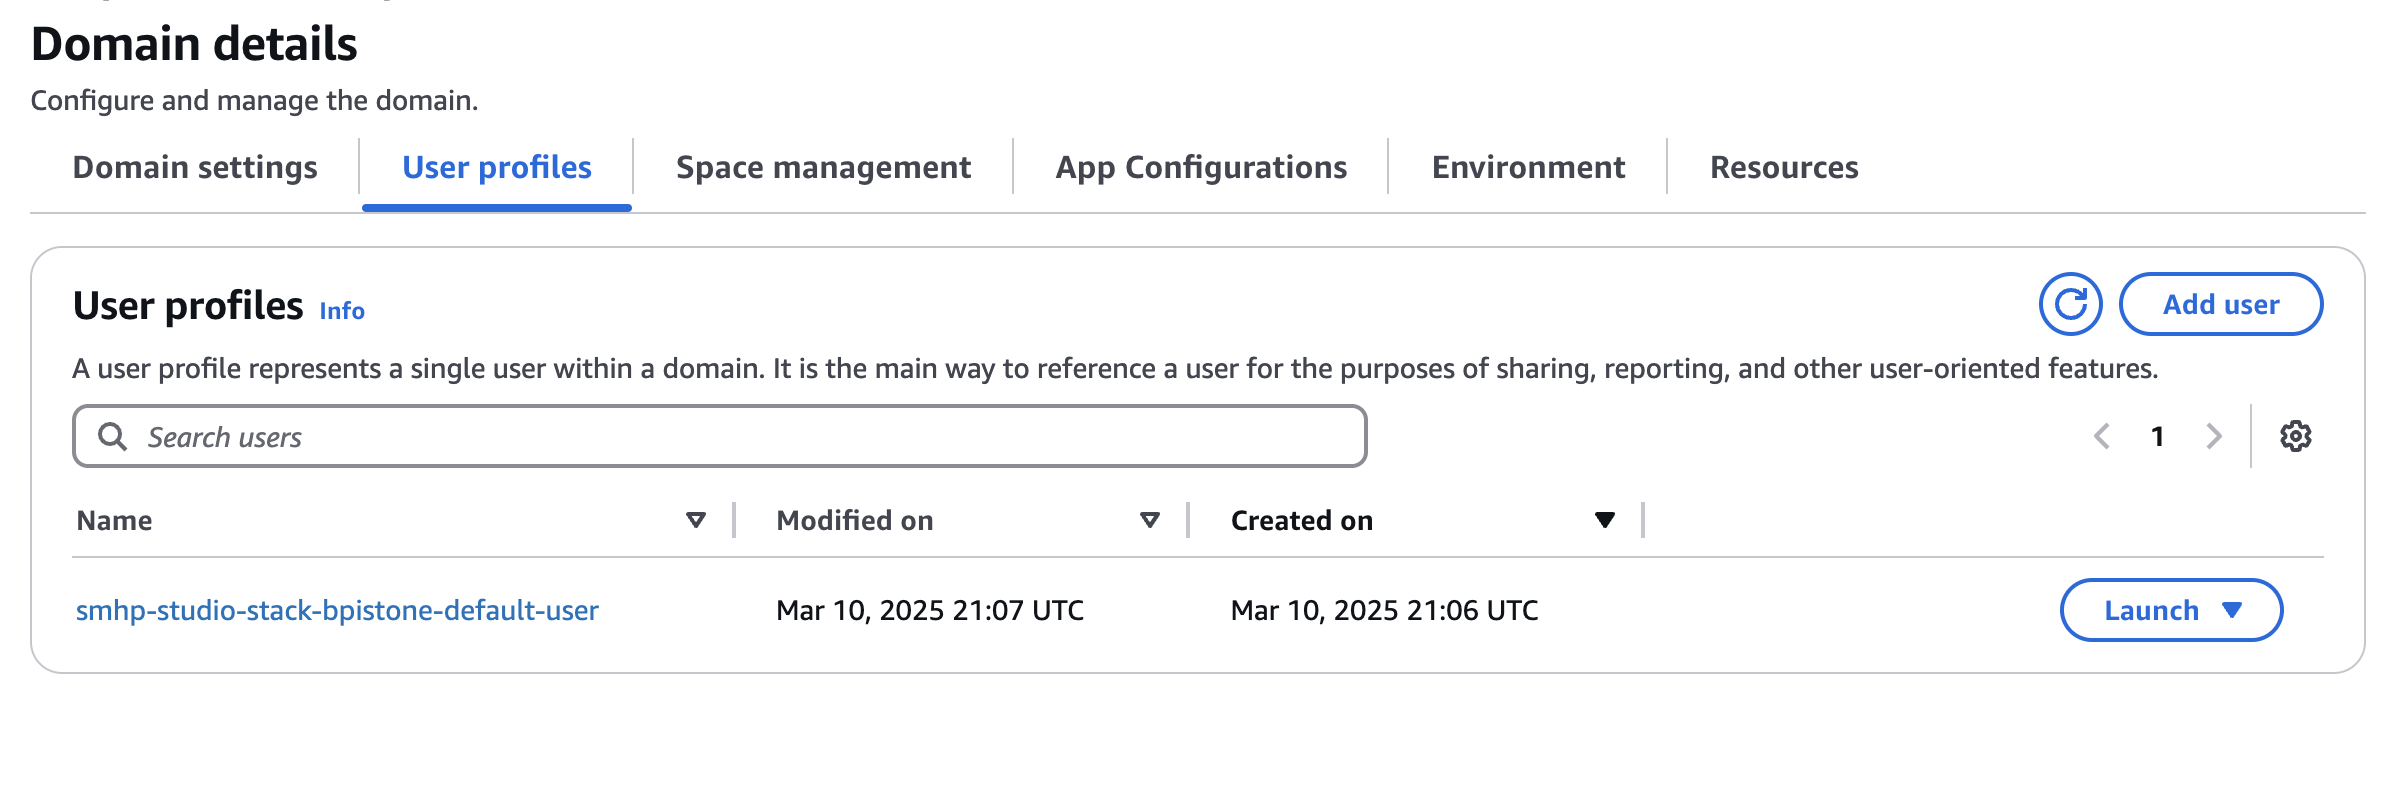 Domain details
Configure and manage the domain.
Domain settings User profiles Space management App Configurations Environment Resources
User profiles Info
Add user
A user profile represents a single user within a domain. It is the main way to reference a user for the purposes of sharing, reporting, and other user-oriented features.
Search users
1
Name Modified on Created on
smhp-studio-stack-bpistone-default-user Mar 10, 2025 21:07 UTC Mar 10, 2025 21:06 UTC Launch